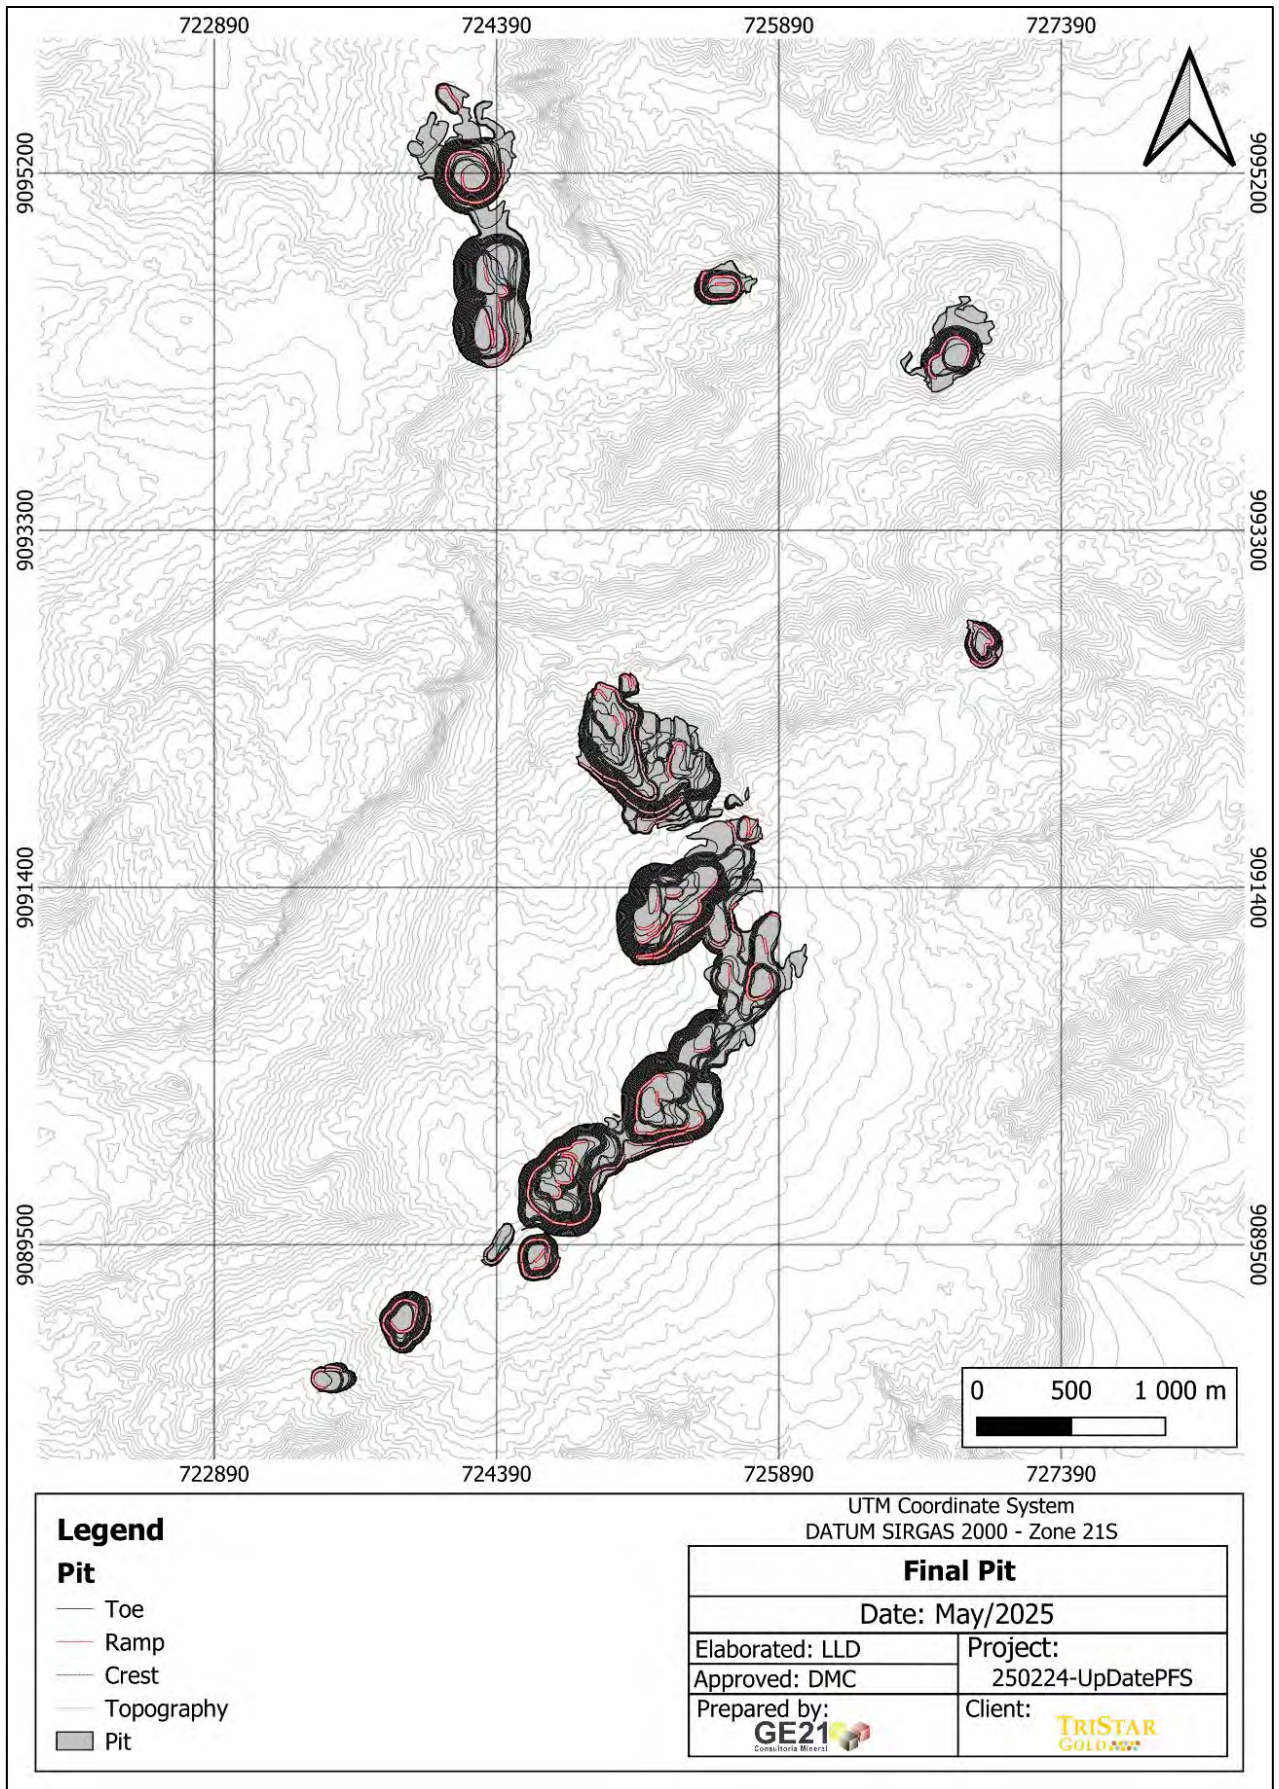 722890 724390 725890 727390
9095200 9095200
9093300 9093300
9091400 9091400
9089500 9089500
0 500 1 000 m
722890 724390 725890 727390
Legend
Pit
Toe
Ramp
Crest
Topography
Pit
UTM Coordinate System
DATUM SIRGAS 2000 - Zone 21S
Final Pit
Date: May/2025
Elaborated: LLD
Approved: DMC
Project:
250224-UpDatePFS
Prepared by:
GE21
Consultoria Mineral
Client:
TRISTAR
GOLD